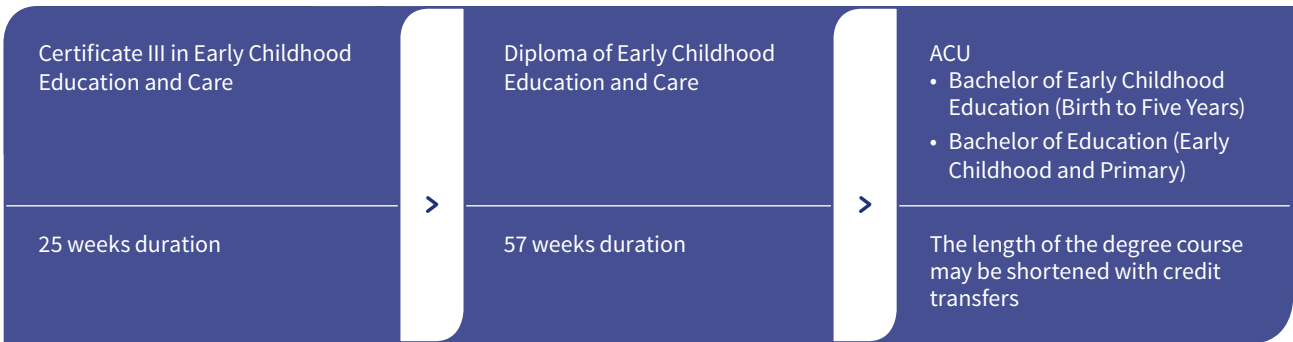 Certificate III in Early Childhood
Education and Care
25 weeks duration
>
Diploma of Early Childhood
Education and Care
57 weeks duration
>
ACU
• Bachelor of Early Childhood
Education (Birth to Five Years)
• Bachelor of Education (Early
Childhood and Primary)
The length of the degree course
may be shortened with credit
transfers